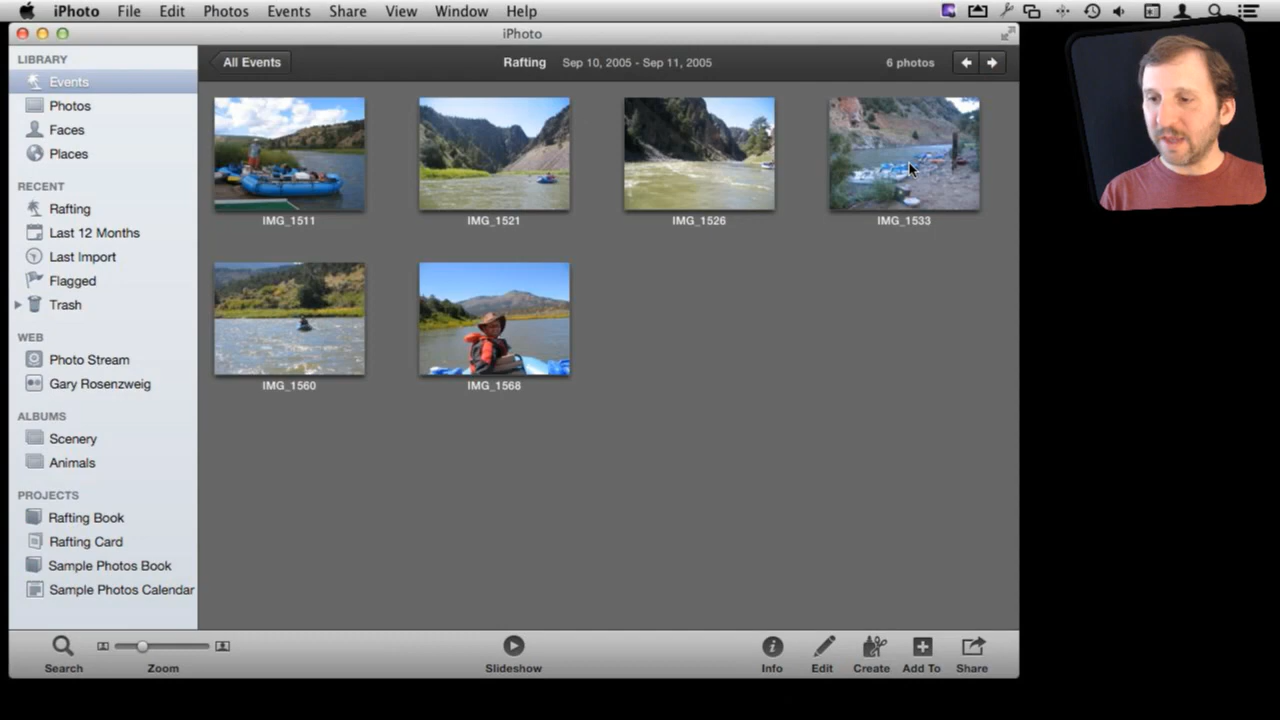 iPhoto File Edit Photos Events Share View Window Help
iPhoto
LIBRARY
Events
Photos
Faces
Places
RECENT
Rafting
Last 12 Months
Last Import
Flagged
Trash
WEB
Photo Stream
Gary Rosenzweig
ALBUMS
Scenery
Animals
PROJECTS
Rafting Book
Rafting Card
Sample Photos Book
Sample Photos Calendar
All Events Rafting Sep 10, 2005 - Sep 11, 2005 6 photos
IMG_1511 IMG_1521 IMG_1526 IMG_1533
IMG_1560 IMG_1568
Search Zoom Slideshow Info Edit Create Add To Share